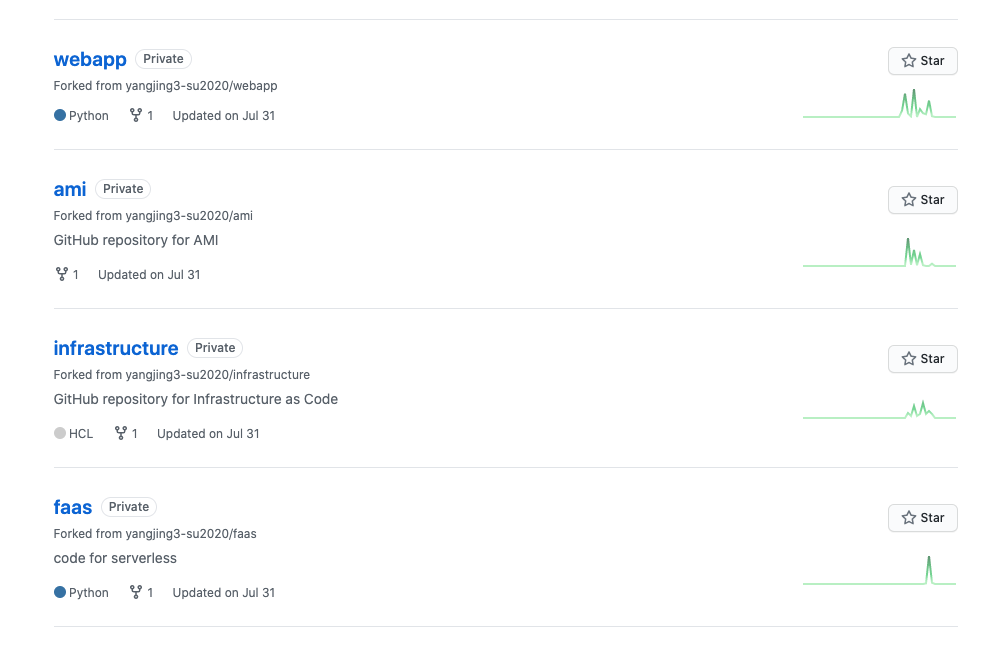 webapp Private Star
Forked from yangjing3-su2020/webapp
Python 1 Updated on Jul 31
ami Private Star
Forked from yangjing3-su2020/ami
GitHub repository for AMI
1 Updated on Jul 31
infrastructure Private Star
Forked from yangjing3-su2020/infrastructure
GitHub repository for Infrastructure as Code
HCL 1 Updated on Jul 31
faas Private Star
Forked from yangjing3-su2020/faas
code for serverless
Python 1 Updated on Jul 31